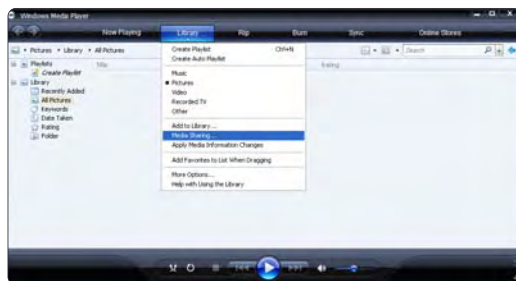 Windows Media Player
Now Playing Library Rip Burn Sync Online Stores
Pictures Library All Pictures Search
Playlists
Create Playlist
Library
Recently Added
All Pictures
Keywords
Date Taken
Rating
Folder
Title
Rating
Create Playlist Ctrl+N
Create Auto Playlist
Music
Pictures
Video
Recorded TV
Other
Add to Library...
Media Sharing...
Apply Media Information Changes
Add Favorites to List When Dragging
More Options...
Help with Using the Library